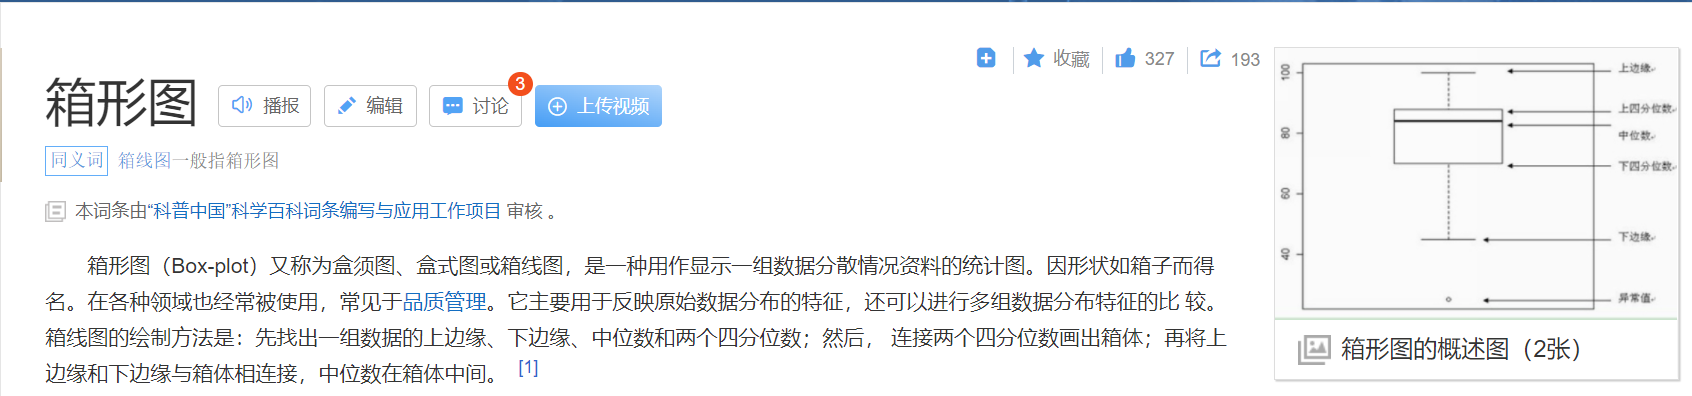 收藏 327 193
箱形图 播报 编辑 讨论 3 上传视频
同义词 箱线图一般指箱形图
本词条由“科普中国”科学百科词条编写与应用工作项目 审核 。
箱形图（Box-plot）又称为盒须图、盒式图或箱线图，是一种用作显示一组数据分散情况资料的统计图。因形状如箱子而得
名。在各种领域也经常被使用，常见于品质管理。它主要用于反映原始数据分布的特征，还可以进行多组数据分布特征的比 较。
箱线图的绘制方法是：先找出一组数据的上边缘、下边缘、中位数和两个四分位数；然后， 连接两个四分位数画出箱体；再将上
边缘和下边缘与箱体相连接，中位数在箱体中间。 [1]
100
80
60
40
上边缘
上四分位数
中位数
下四分位数
下边缘
异常值
箱形图的概述图（2张）